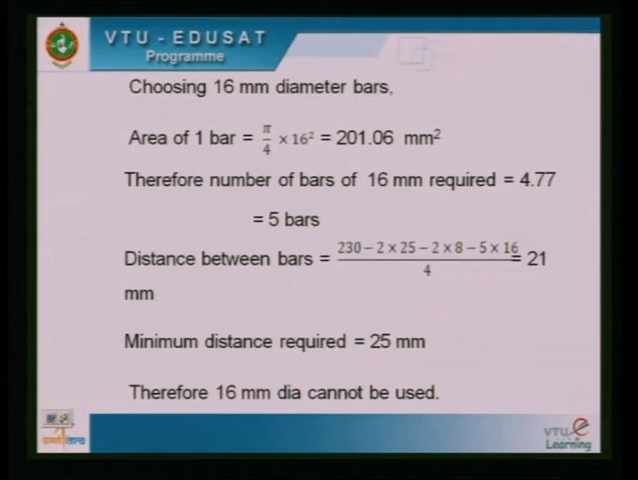 VTU - EDUSAT
Programme
Choosing 16 mm diameter bars,
Area of 1 bar = π/4 × 16² = 201.06 mm²
Therefore number of bars of 16 mm required = 4.77
= 5 bars
Distance between bars = (230 − 2 × 25 − 2 × 8 − 5 × 16)/4 = 21
mm
Minimum distance required = 25 mm
Therefore 16 mm dia cannot be used.
VTU e
Learning